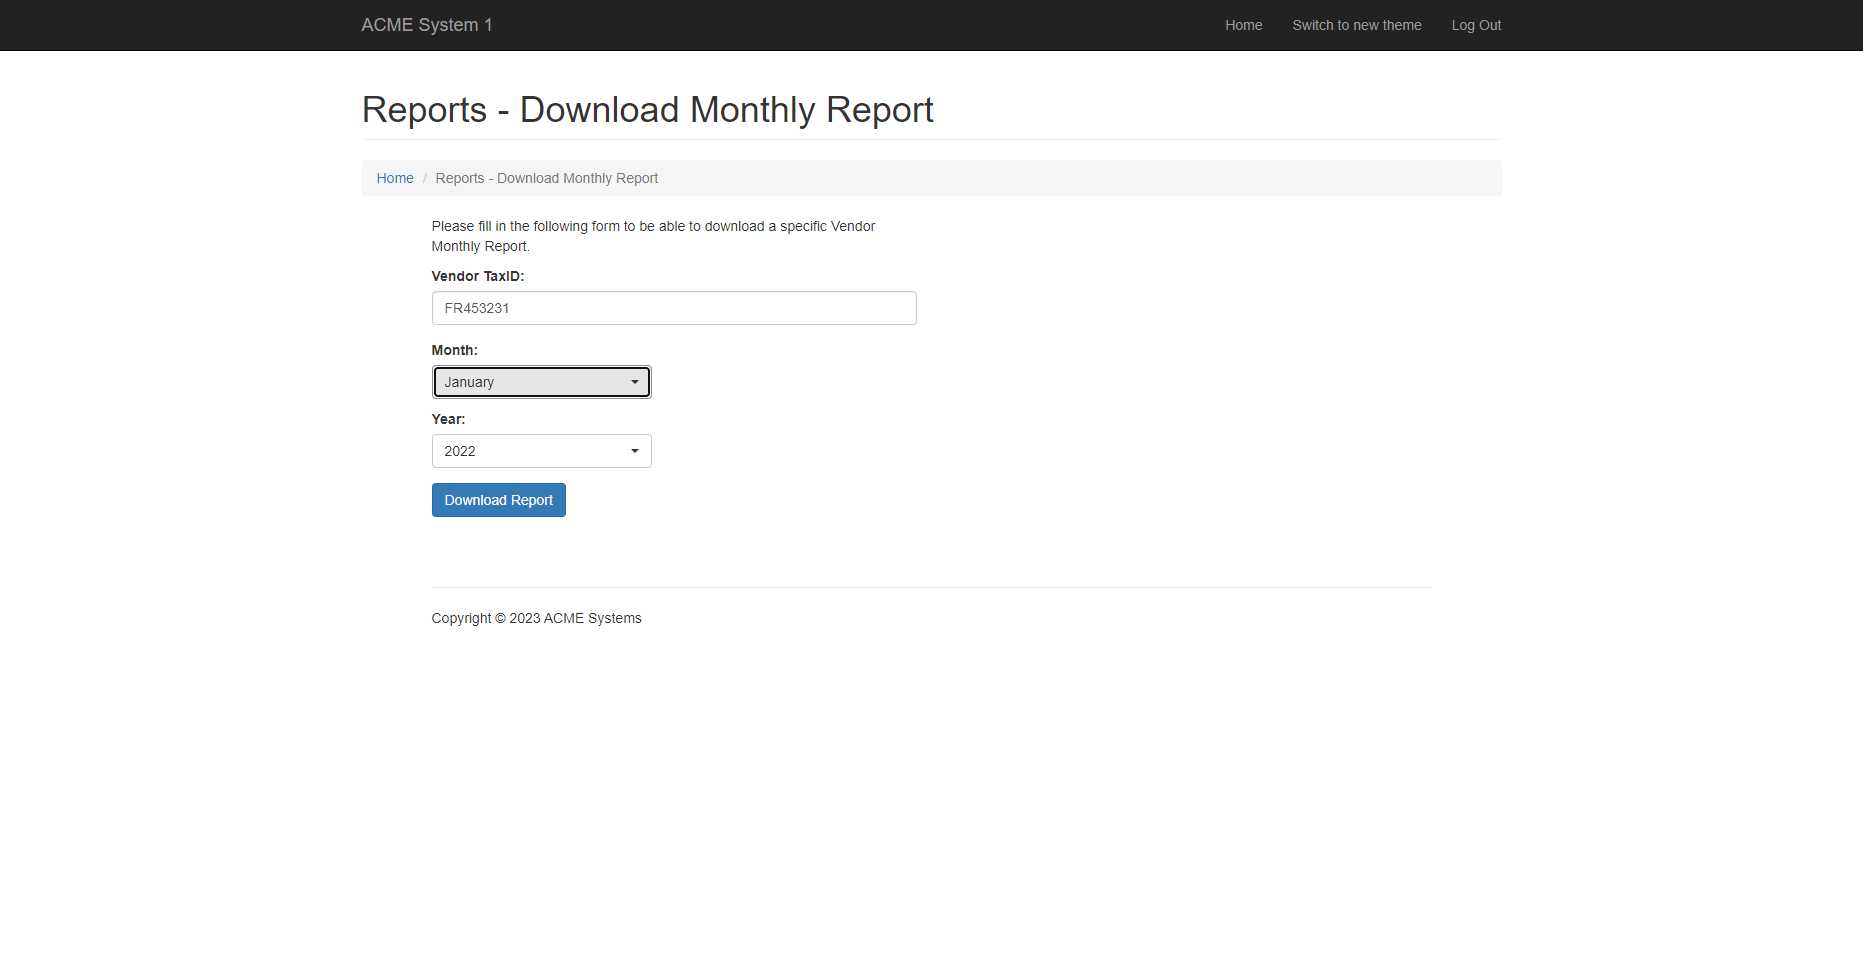 ACME System 1
Home
Switch to new theme
Log Out
Reports - Download Monthly Report
Home / Reports - Download Monthly Report
Please fill in the following form to be able to download a specific Vendor
Monthly Report.
Vendor TaxID:
FR453231
Month:
January
Year:
2022
Download Report
Copyright © 2023 ACME Systems